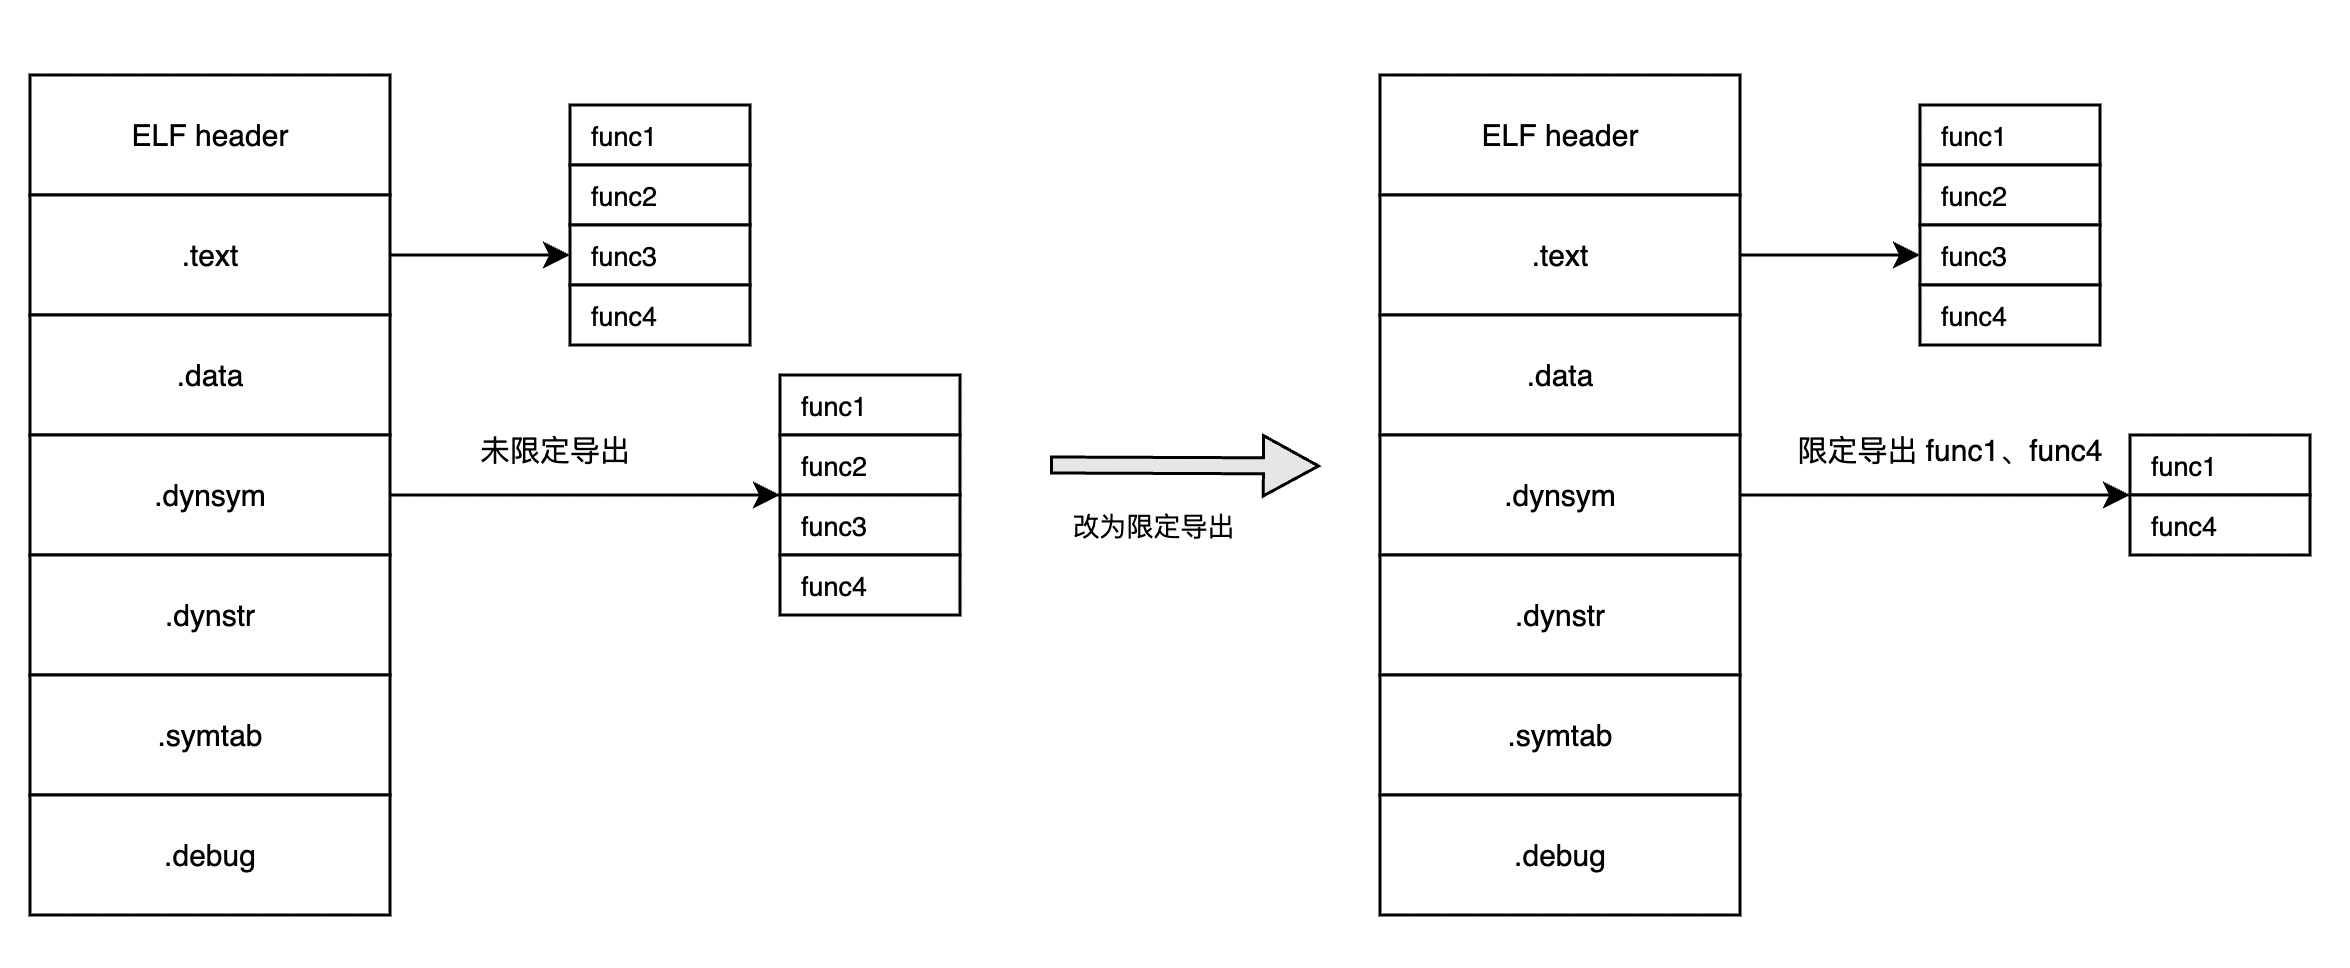 ELF header
.text
.data
.dynsym
.dynstr
.symtab
.debug
func1
func2
func3
func4
未限定导出
func1
func2
func3
func4
改为限定导出
ELF header
.text
.data
.dynsym
.dynstr
.symtab
.debug
func1
func2
func3
func4
限定导出 func1、func4
func1
func4